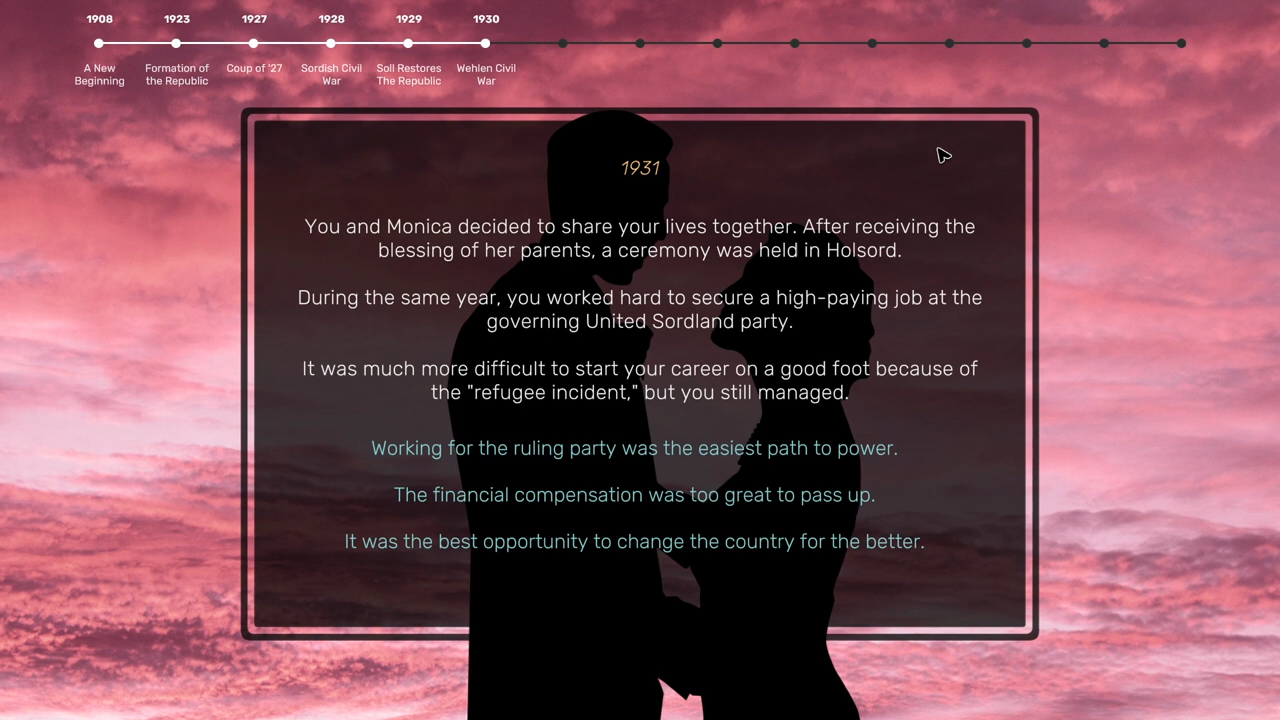 1908 1923 1927 1928 1929 1930
A New Formation of Coup of '27 Sordish Civil Soll Restores Wehlen Civil
Beginning the Republic War The Republic War
1931
You and Monica decided to share your lives together. After receiving the
blessing of her parents, a ceremony was held in Holsord.
During the same year, you worked hard to secure a high-paying job at the
governing United Sordland party.
It was much more difficult to start your career on a good foot because of
the "refugee incident," but you still managed.
Working for the ruling party was the easiest path to power.
The financial compensation was too great to pass up.
It was the best opportunity to change the country for the better.